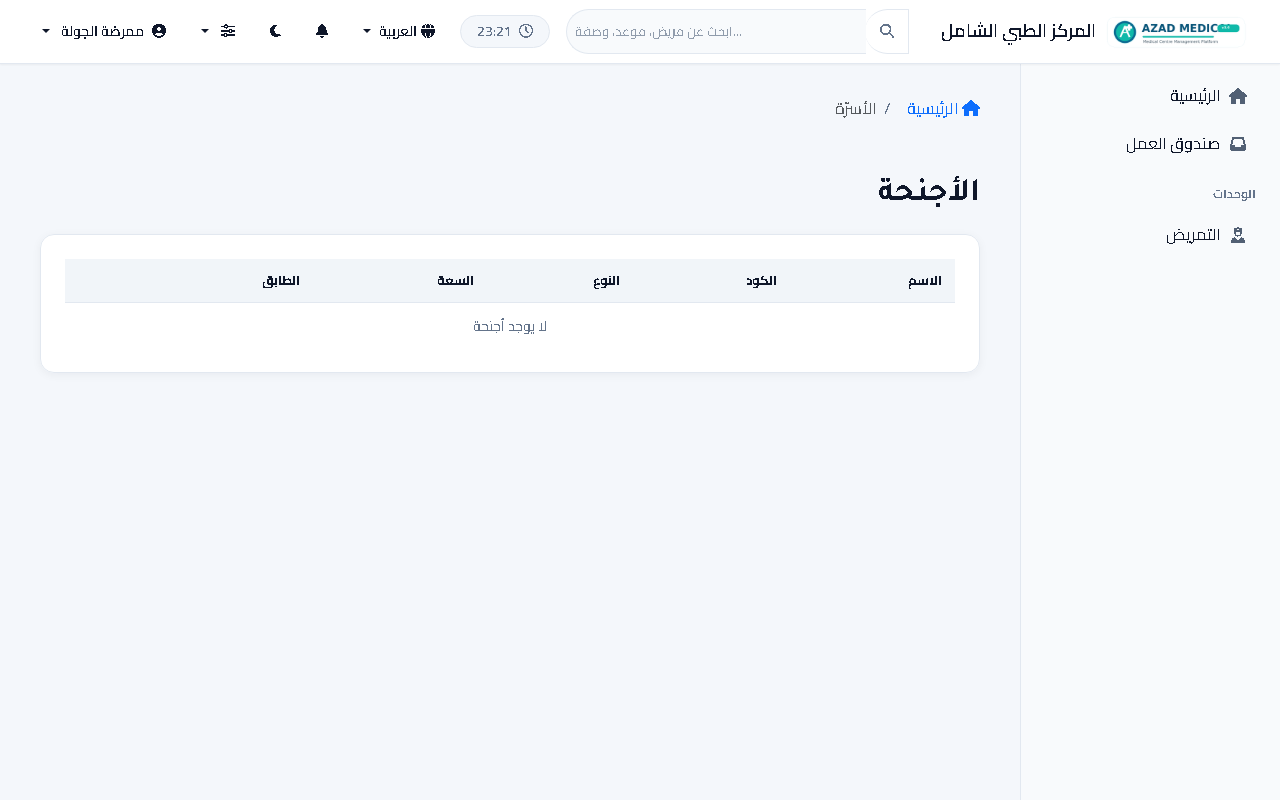 AZAD MEDICO
Medical Centre Management Platform
المركز الطبي الشامل
ابحث عن مريض، موعد، وصفة...
23:21
العربية
ممرضة الجولة
الرئيسية
صندوق العمل
الوحدات
التمريض
الرئيسية / الأسرّة
الأجنحة
الاسم الكود النوع السعة الطابق
لا يوجد أجنحة